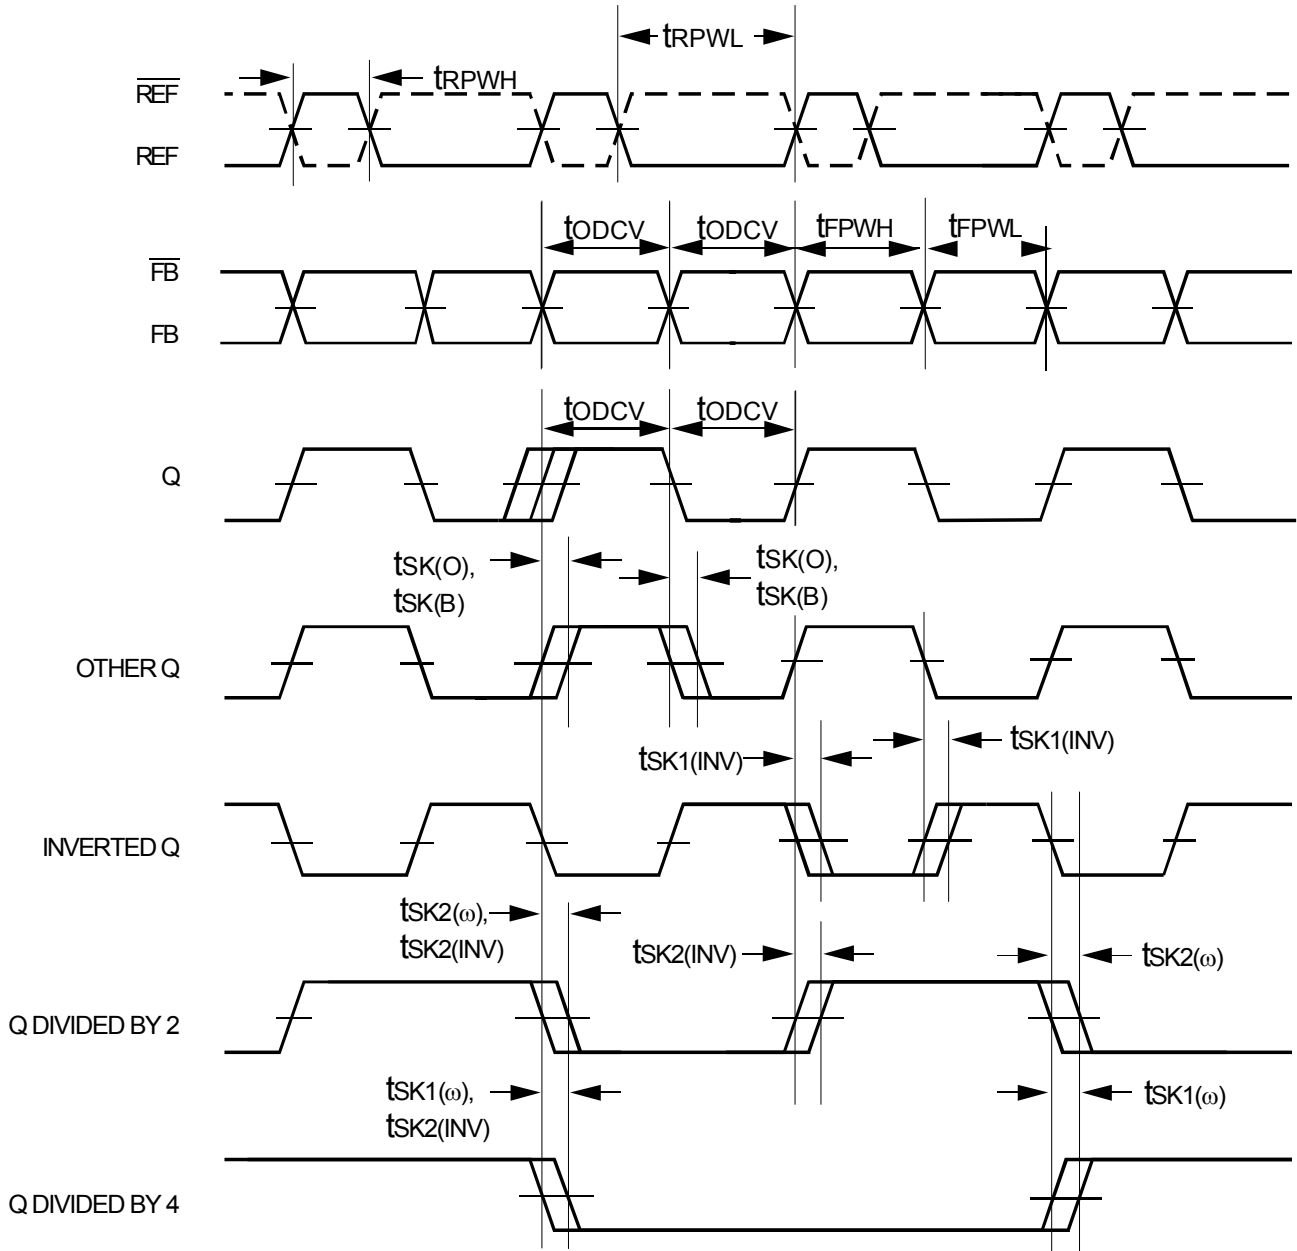 tRPWL
tRPWH
REF
REF
tODCV tODCV tFPWH tFPWL
FB
FB
tODCV tODCV
Q
tSK(O),
tSK(B)
tSK(O),
tSK(B)
OTHER Q
tSK1(INV)
tSK1(INV)
INVERTED Q
tSK2(ω),
tSK2(INV)
tSK2(INV)
tSK2(ω)
Q DIVIDED BY 2
tSK1(ω),
tSK2(INV)
tSK1(ω)
Q DIVIDED BY 4